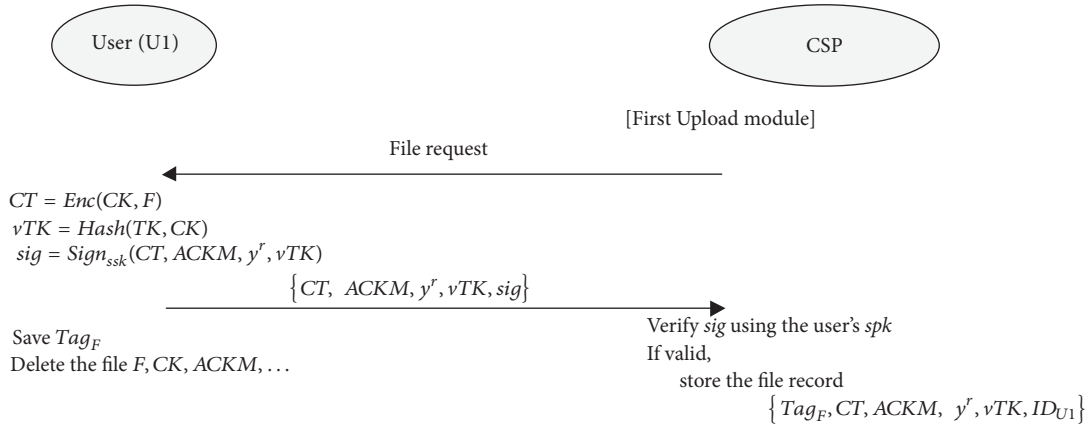 User (U1)
CSP
[First Upload module]
File request
CT = Enc(CK, F)
vTK = Hash(TK, CK)
sig = Sign_ssk(CT, ACKM, y^r, vTK)
{CT, ACKM, y^r, vTK, sig}
Save Tag_F
Delete the file F, CK, ACKM, . . .
Verify sig using the user's spk
If valid,
store the file record
{Tag_F, CT, ACKM, y^r, vTK, ID_U1}